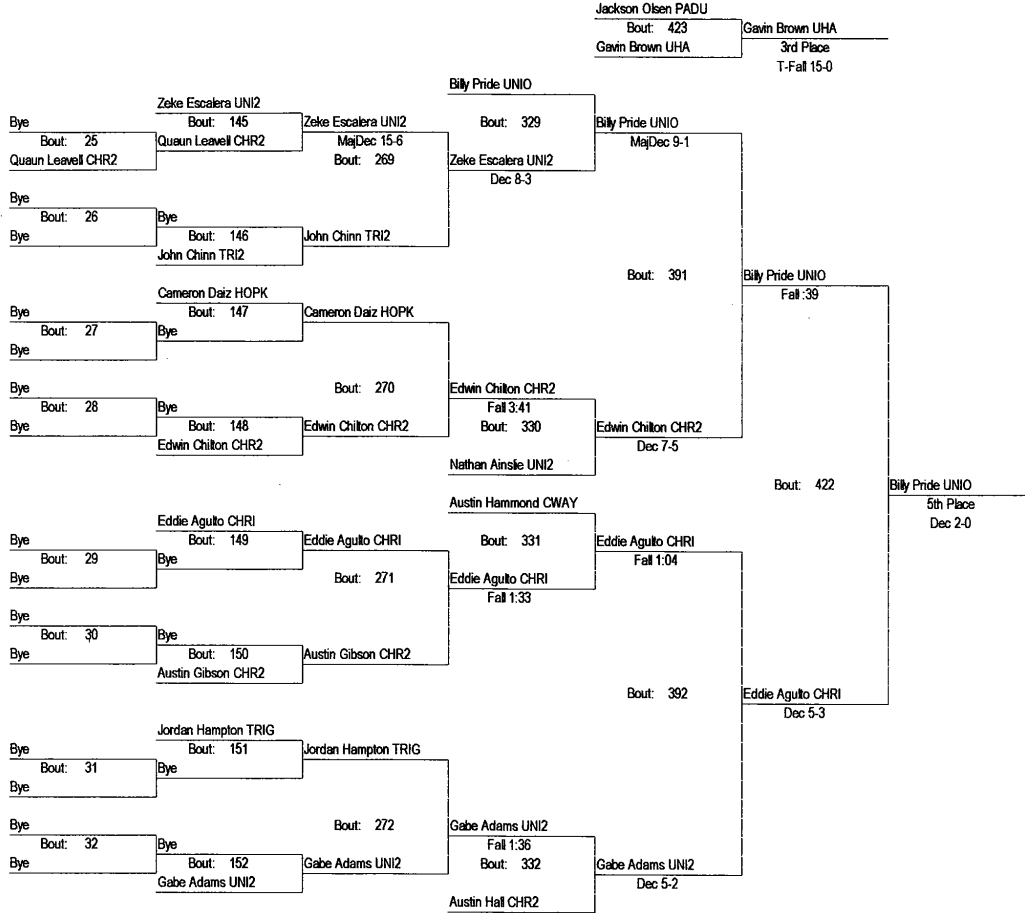 Jackson Olsen PADU
Bout: 423
Gavin Brown UHA
Gavin Brown UHA
3rd Place
T-Fall 15-0
Billy Pride UNIO
Zeke Escalera UNI2
Bye
Bout: 145
Zeke Escalera UNI2
Bout: 329
Billy Pride UNIO
Bout: 25
Quaun Leavell CHR2
MajDec 15-6
MajDec 9-1
Quaun Leavell CHR2
Bout: 269
Zeke Escalera UNI2
Dec 8-3
Bye
Bout: 26
Bye
Bye
Bout: 146
John Chinn TRI2
John Chinn TRI2
Bout: 391
Billy Pride UNIO
Fall :39
Cameron Daiz HOPK
Bye
Bout: 147
Cameron Daiz HOPK
Bout: 27
Bye
Bye
Bye
Bout: 270
Edwin Chilton CHR2
Bout: 28
Bye
Fall 3:41
Bye
Bout: 148
Edwin Chilton CHR2
Bout: 330
Edwin Chilton CHR2
Edwin Chilton CHR2
Dec 7-5
Nathan Ainslie UNI2
Bout: 422
Billy Pride UNIO
5th Place
Dec 2-0
Austin Hammond CWAY
Eddie Agulto CHRI
Bye
Bout: 149
Eddie Agulto CHRI
Bout: 331
Eddie Agulto CHRI
Bout: 29
Bye
Fall 1:04
Bye
Bout: 271
Eddie Agulto CHRI
Fall 1:33
Bye
Bout: 30
Bye
Bye
Bout: 150
Austin Gibson CHR2
Austin Gibson CHR2
Bout: 392
Eddie Agulto CHRI
Dec 5-3
Jordan Hampton TRIG
Bye
Bout: 151
Jordan Hampton TRIG
Bout: 31
Bye
Bye
Bye
Bout: 272
Gabe Adams UNI2
Bout: 32
Bye
Fall 1:36
Bye
Bout: 152
Gabe Adams UNI2
Bout: 332
Gabe Adams UNI2
Gabe Adams UNI2
Dec 5-2
Austin Hall CHR2